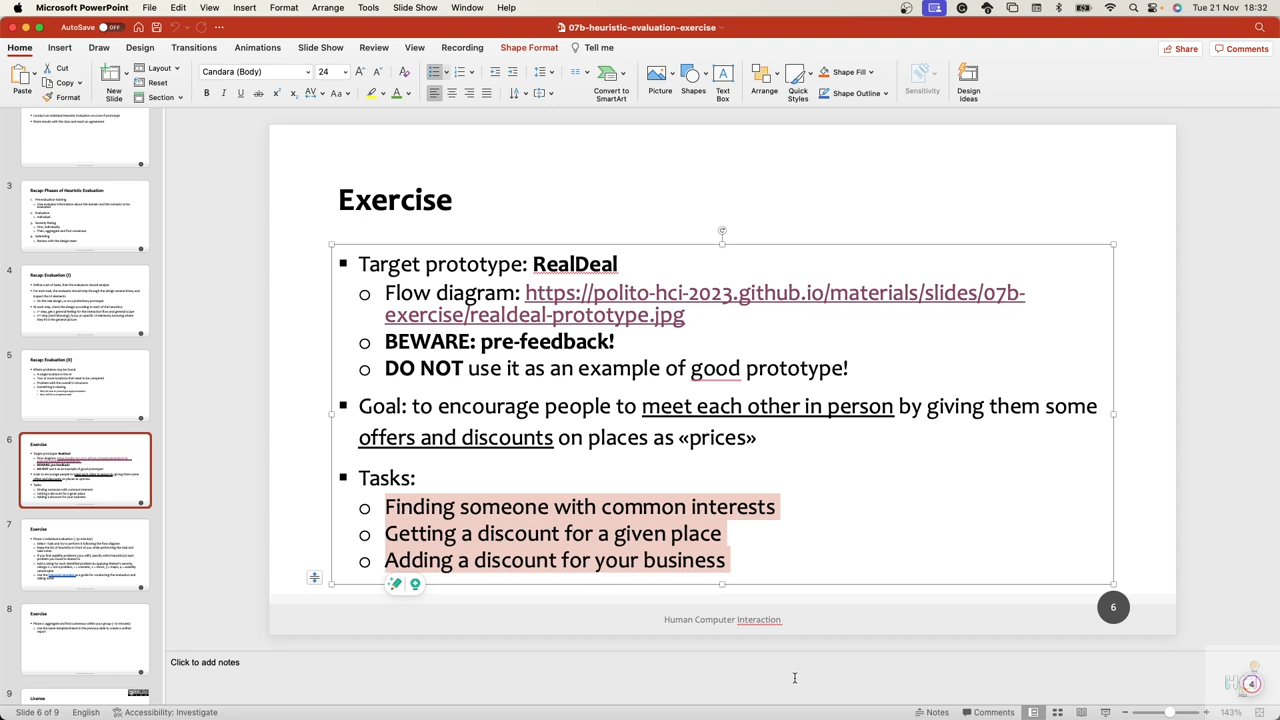 Microsoft PowerPoint File Edit View Insert Format Arrange Tools Slide Show Window Help Tue 21 Nov 18:32
AutoSave OFF 07b-heuristic-evaluation-exercise
Home Insert Draw Design Transitions Animations Slide Show Review View Recording Shape Format Tell me Share Comments
Paste Cut Copy Format New Slide Layout Reset Section Candara (Body) 24 Convert to SmartArt Picture Shapes Text Box Arrange Quick Styles Shape Fill Shape Outline Sensitivity Design Ideas
3
Recap: Phases of Heuristic Evaluation
4
Recap: Evaluation (I)
5
Recap: Evaluation (II)
6
Exercise
7
Exercise
8
Exercise
9
License
Exercise
▪ Target prototype: RealDeal
o Flow diagram: https://polito-hci-2023.github.io/materials/slides/07b-
exercise/realdeal-prototype.jpg
o BEWARE: pre-feedback!
o DO NOT use it as an example of good prototype!
▪ Goal: to encourage people to meet each other in person by giving them some
offers and discounts on places as «prices»
▪ Tasks:
o Finding someone with common interests
o Getting a discount for a given place
o Adding a discount for your business
Human Computer Interaction
6
Click to add notes
4
Slide 6 of 9 English Accessibility: Investigate Notes Comments 143%